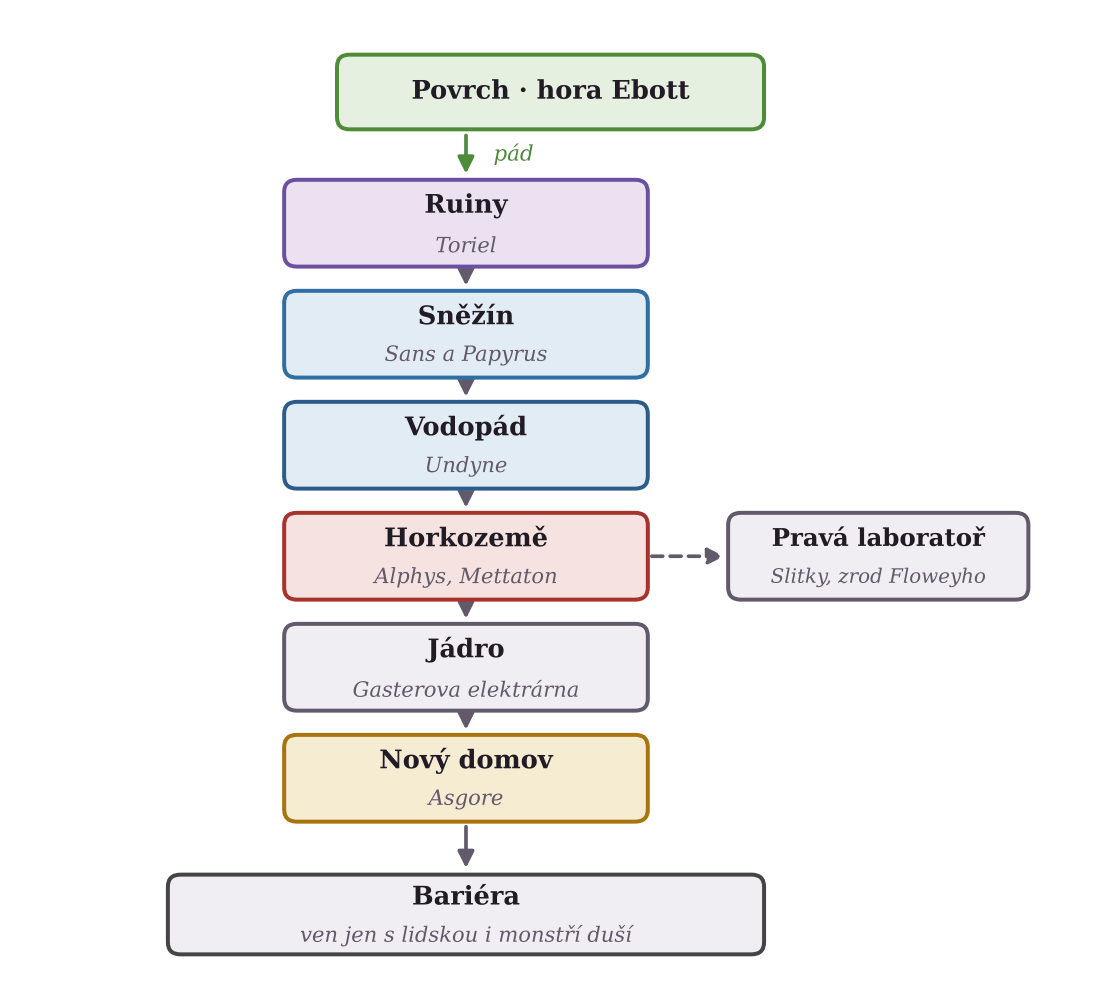 Povrch · hora Ebott
pád
Ruiny
Toriel
Sněžín
Sans a Papyrus
Vodopád
Undyne
Horkozemě
Alphys, Mettaton
Pravá laboratoř
Slitky, zrod Floweyho
Jádro
Gasterova elektrárna
Nový domov
Asgore
Bariéra
ven jen s lidskou i monstří duší